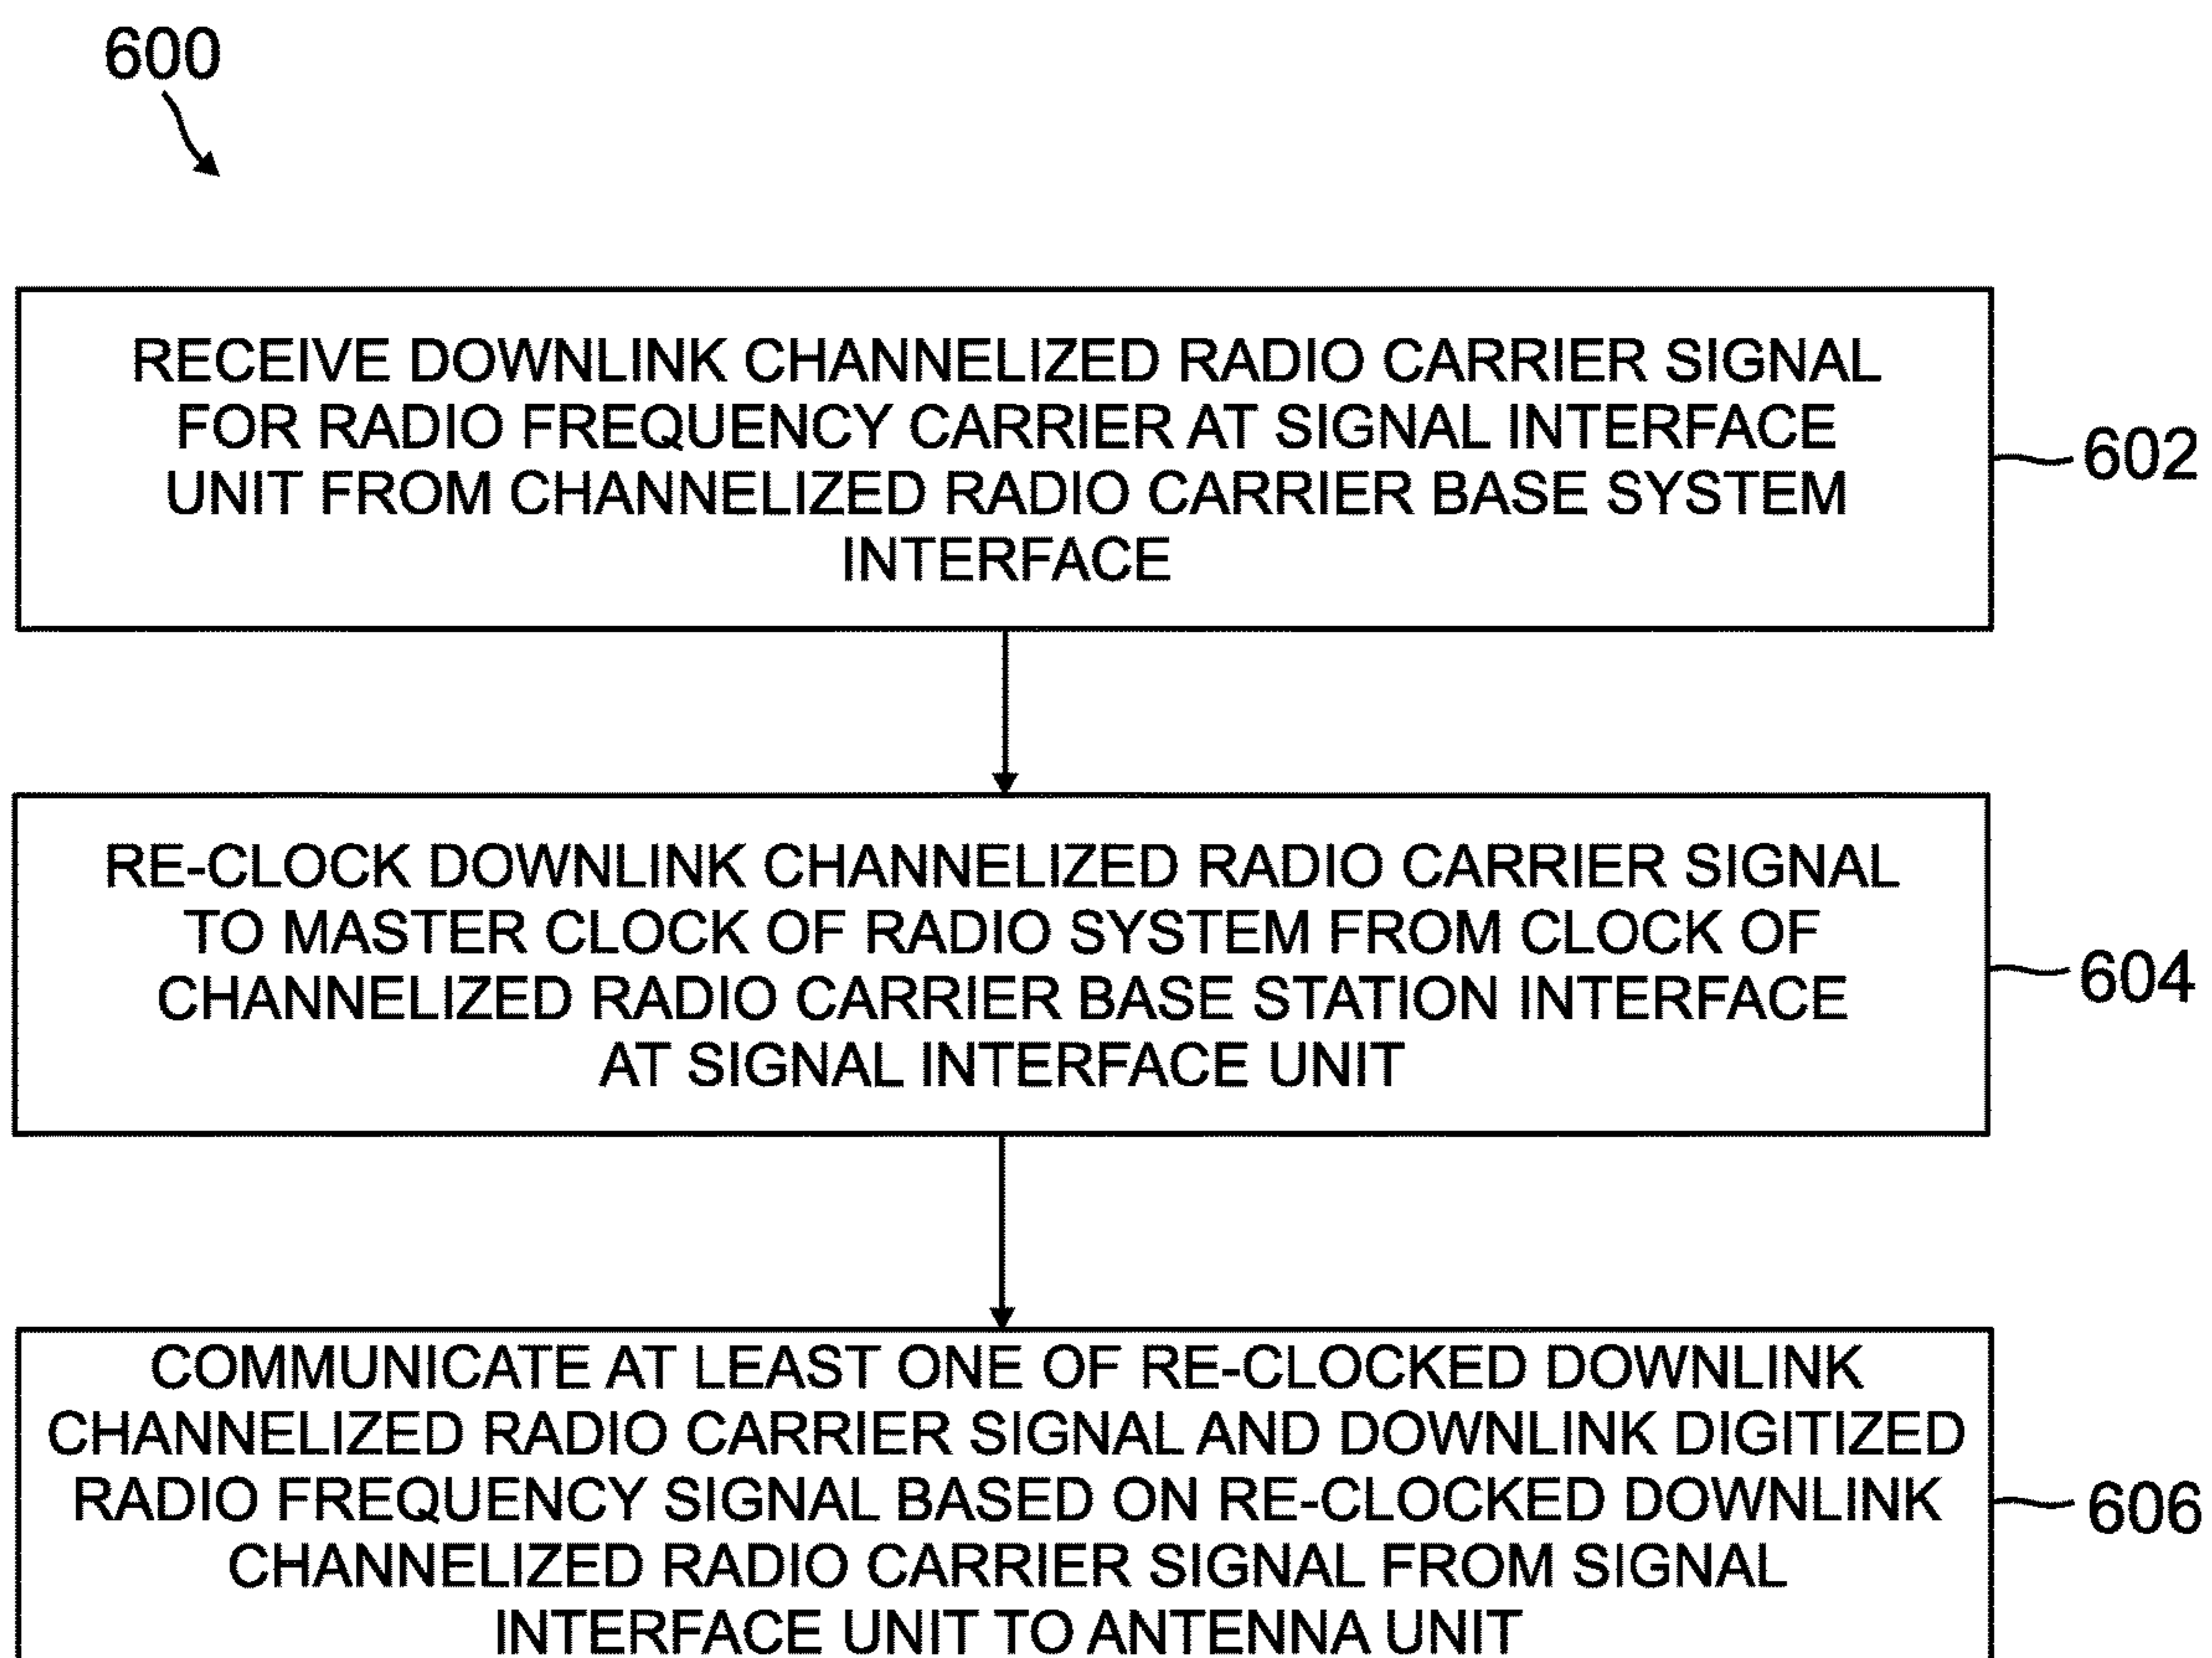 600
RECEIVE DOWNLINK CHANNELIZED RADIO CARRIER SIGNAL
FOR RADIO FREQUENCY CARRIER AT SIGNAL INTERFACE
UNIT FROM CHANNELIZED RADIO CARRIER BASE SYSTEM
INTERFACE
602
RE-CLOCK DOWNLINK CHANNELIZED RADIO CARRIER SIGNAL
TO MASTER CLOCK OF RADIO SYSTEM FROM CLOCK OF
CHANNELIZED RADIO CARRIER BASE STATION INTERFACE
AT SIGNAL INTERFACE UNIT
604
COMMUNICATE AT LEAST ONE OF RE-CLOCKED DOWNLINK
CHANNELIZED RADIO CARRIER SIGNAL AND DOWNLINK DIGITIZED
RADIO FREQUENCY SIGNAL BASED ON RE-CLOCKED DOWNLINK
CHANNELIZED RADIO CARRIER SIGNAL FROM SIGNAL
INTERFACE UNIT TO ANTENNA UNIT
606